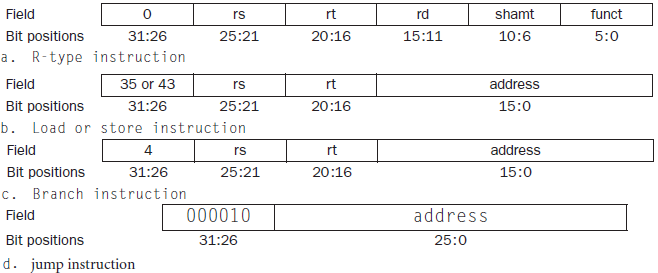 Field 0 rs rt rd shamt funct
Bit positions 31:26 25:21 20:16 15:11 10:6 5:0
a. R-type instruction
Field 35 or 43 rs rt address
Bit positions 31:26 25:21 20:16 15:0
b. Load or store instruction
Field 4 rs rt address
Bit positions 31:26 25:21 20:16 15:0
c. Branch instruction
Field 000010 address
Bit positions 31:26 25:0
d. jump instruction